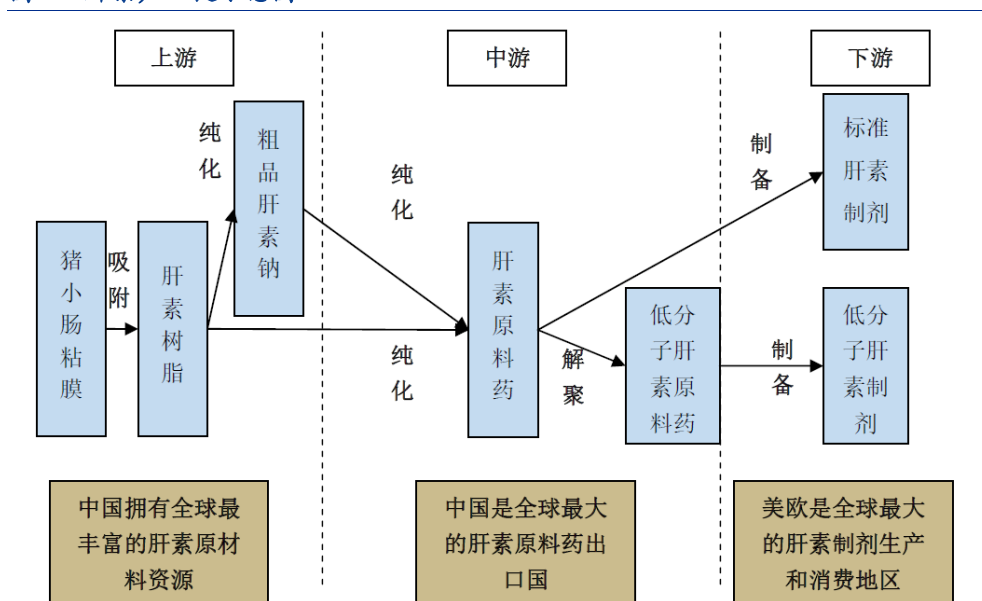 上游
中游
下游
纯
化
粗
品
肝
素
钠
猪
小
肠
粘
膜
吸
附
肝
素
树
脂
纯
化
纯
化
肝
素
原
料
药
解
聚
低分
子肝
素原
料药
制
备
标准
肝素
制剂
制
备
低分
子肝
素制
剂
中国拥有全球最
丰富的肝素原材
料资源
中国是全球最大
的肝素原料药出
口国
美欧是全球最大
的肝素制剂生产
和消费地区